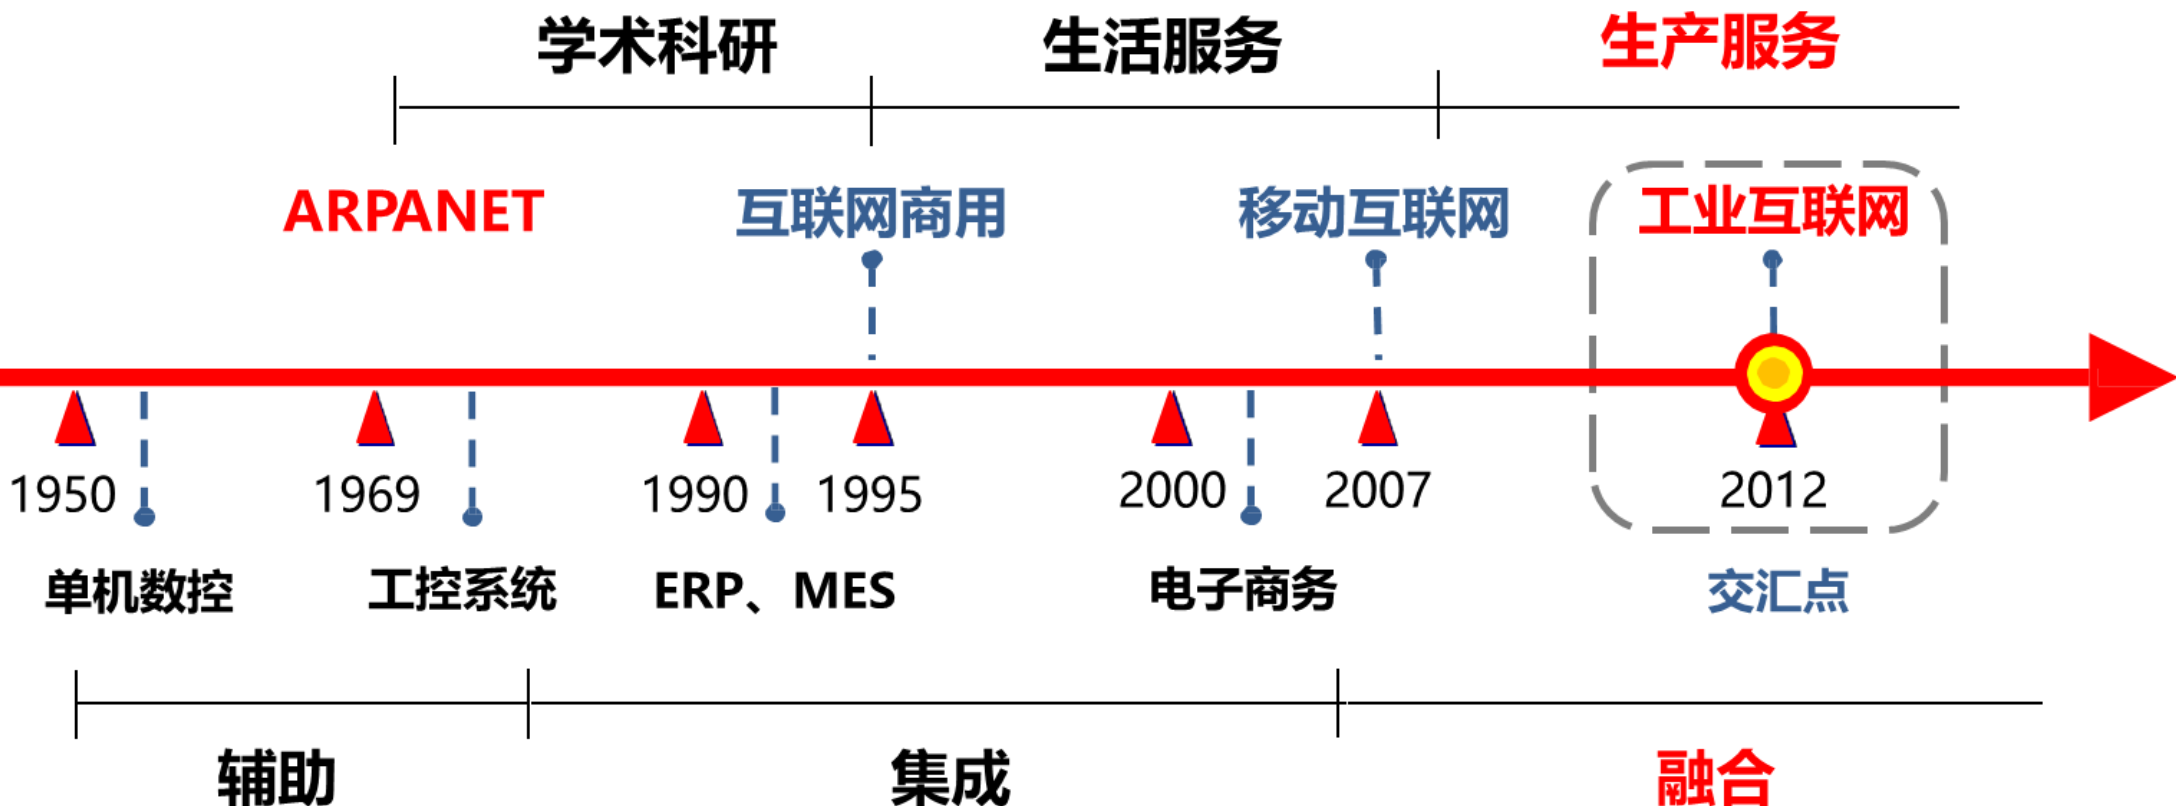 学术科研 生活服务 生产服务
ARPANET 互联网商用 移动互联网 工业互联网
1950 1969 1990 1995 2000 2007 2012
单机数控 工控系统 ERP、MES 电子商务 交汇点
辅助 集成 融合